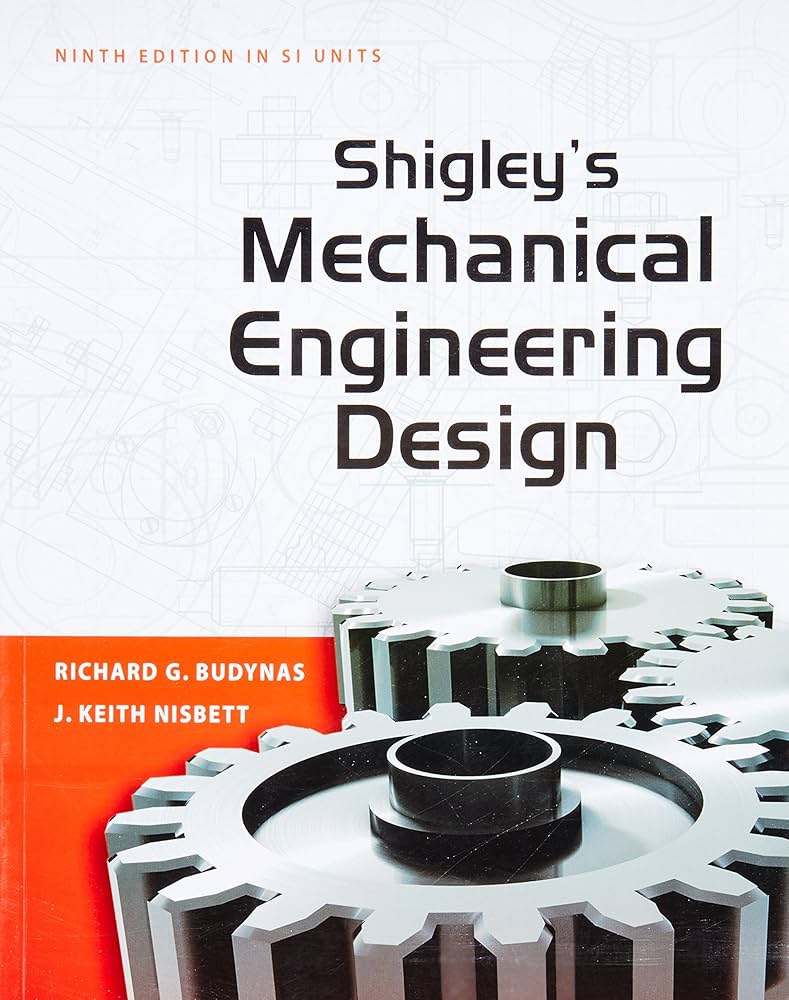 NINTH EDITION IN SI UNITS
Shigley's
Mechanical
Engineering
Design
RICHARD G. BUDYNAS
J. KEITH NISBETT